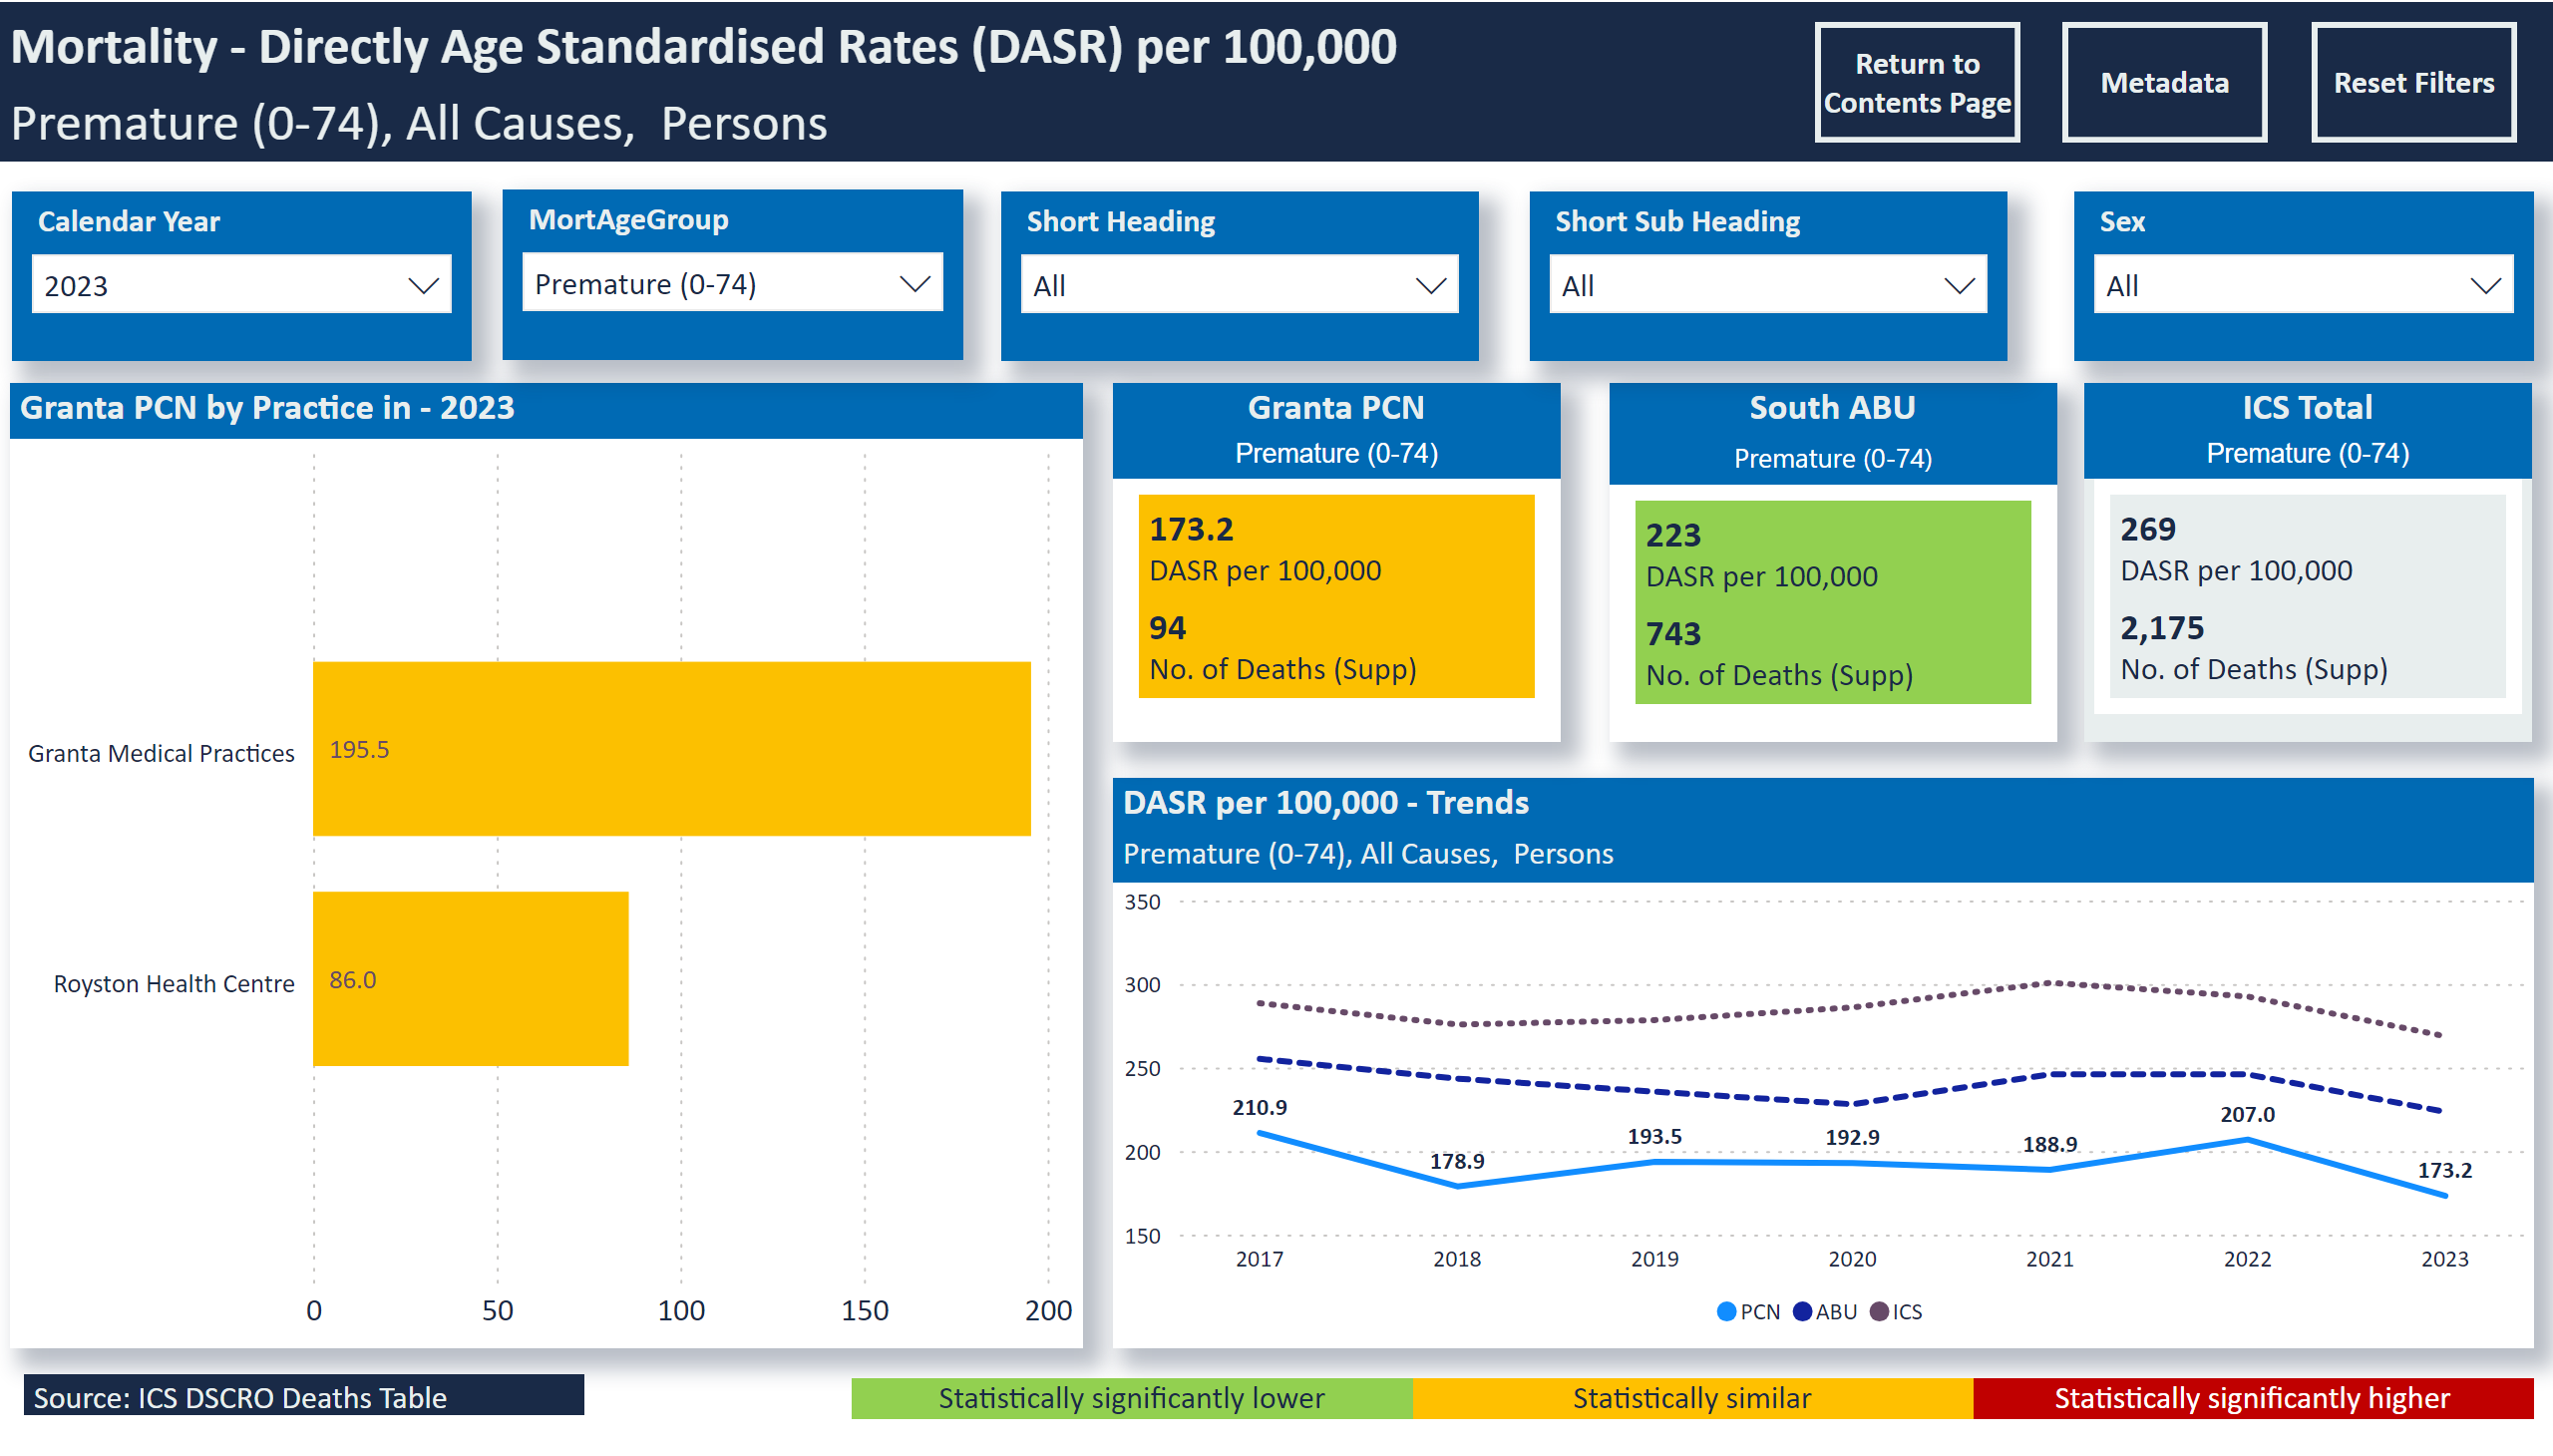 Mortality - Directly Age Standardised Rates (DASR) per 100,000
Premature (0-74), All Causes,  Persons
Return to
Contents Page
Metadata
Reset Filters
Calendar Year
2023
MortAgeGroup
Premature (0-74)
Short Heading
All
Short Sub Heading
All
Sex
All
Granta PCN by Practice in - 2023
Granta Medical Practices
195.5
Royston Health Centre
86.0
0
50
100
150
200
Granta PCN
Premature (0-74)
173.2
DASR per 100,000
94
No. of Deaths (Supp)
South ABU
Premature (0-74)
223
DASR per 100,000
743
No. of Deaths (Supp)
ICS Total
Premature (0-74)
269
DASR per 100,000
2,175
No. of Deaths (Supp)
DASR per 100,000 - Trends
Premature (0-74), All Causes,  Persons
350
300
250
200
150
210.9
178.9
193.5
192.9
188.9
207.0
173.2
2017
2018
2019
2020
2021
2022
2023
PCN
ABU
ICS
Source: ICS DSCRO Deaths Table
Statistically significantly lower
Statistically similar
Statistically significantly higher